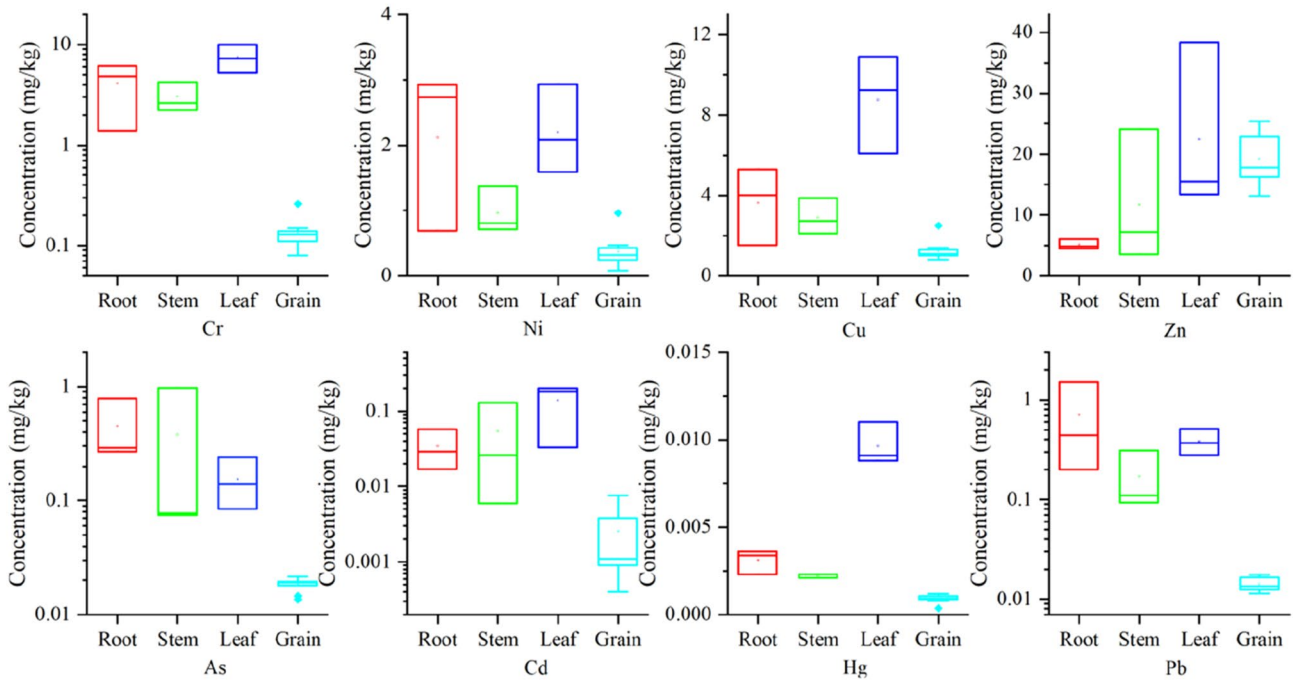 Concentration (mg/kg)
10
1
0.1
Root Stem Leaf Grain
Cr
Concentration (mg/kg)
4
2
0
Root Stem Leaf Grain
Ni
Concentration (mg/kg)
12
8
4
0
Root Stem Leaf Grain
Cu
Concentration (mg/kg)
40
30
20
10
0
Root Stem Leaf Grain
Zn
Concentration (mg/kg)
1
0.1
0.01
Root Stem Leaf Grain
As
Concentration (mg/kg)
0.1
0.01
0.001
Root Stem Leaf Grain
Cd
Concentration (mg/kg)
0.015
0.010
0.005
0.000
Root Stem Leaf Grain
Hg
Concentration (mg/kg)
1
0.1
0.01
Root Stem Leaf Grain
Pb